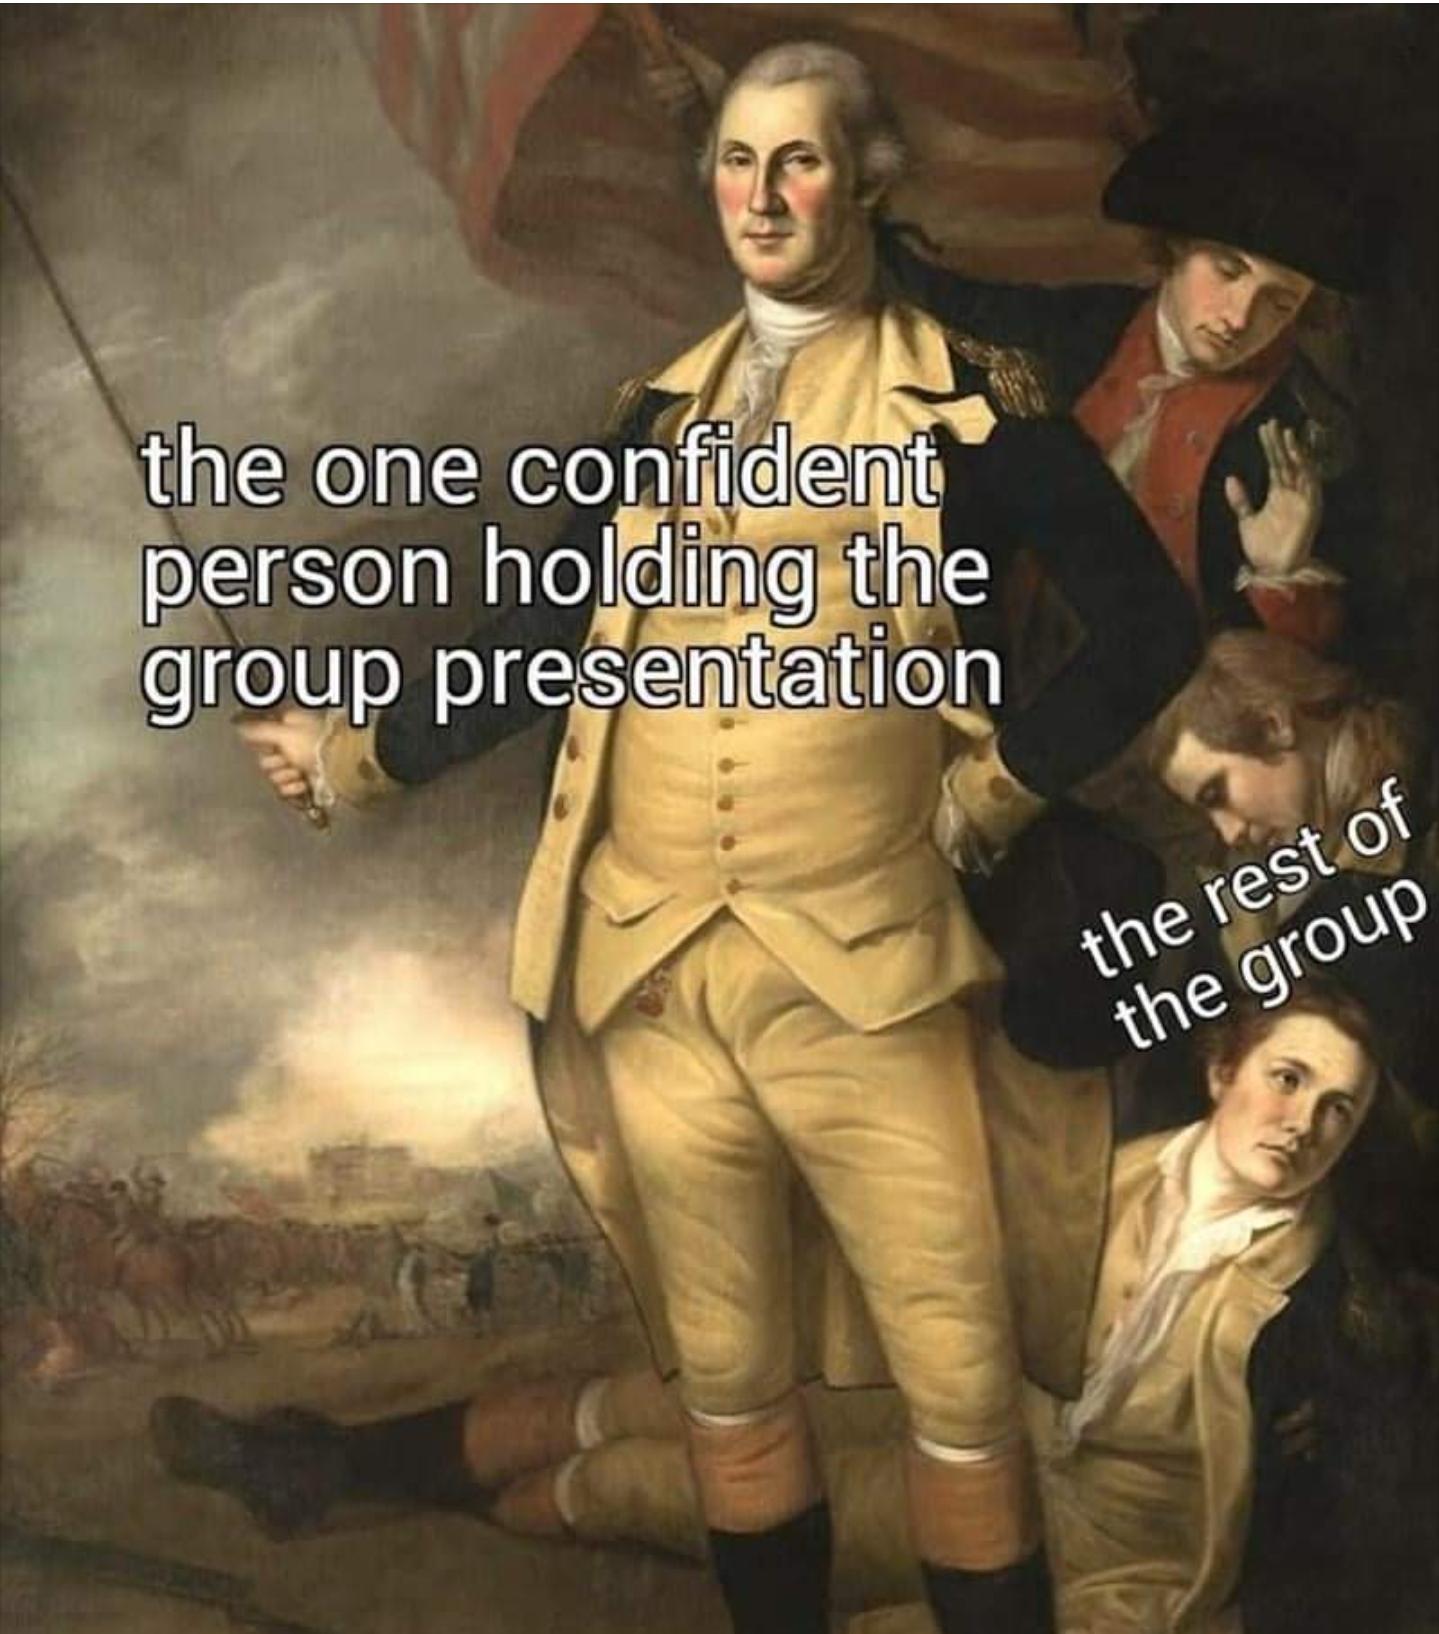 the one confident
person holding the
group presentation
the rest of
the group